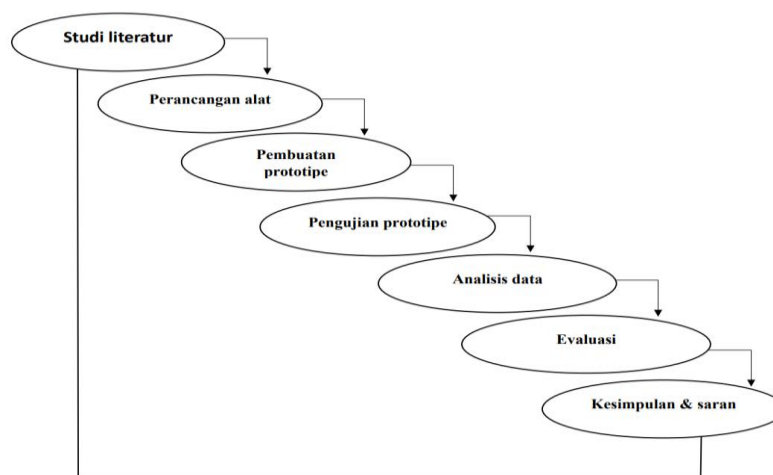 Studi literatur
Perancangan alat
Pembuatan
prototipe
Pengujian prototipe
Analisis data
Evaluasi
Kesimpulan & saran